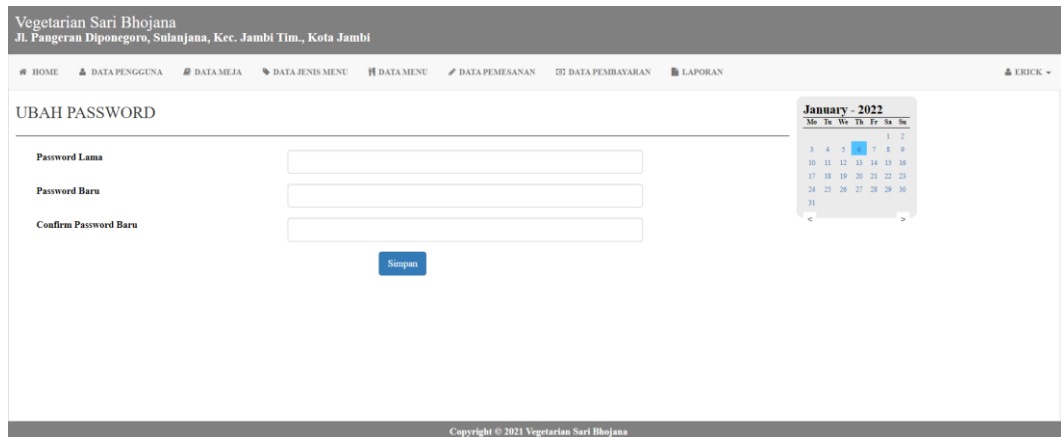 Vegetarian Sari Bhojana
Jl. Pangeran Diponegoro, Sulanjana, Kec. Jambi Tim., Kota Jambi
HOME DATA PENGGUNA DATA MEJA DATA JENIS MENU DATA MENU DATA PEMESANAN DATA PEMBAYARAN LAPORAN ERICK
UBAH PASSWORD
Password Lama
Password Baru
Confirm Password Baru
Simpan
January - 2022
Mo Tu We Th Fr Sa Su
1 2
3 4 5 6 7 8 9
10 11 12 13 14 15 16
17 18 19 20 21 22 23
24 25 26 27 28 29 30
31
< >
Copyright © 2021 Vegetarian Sari Bhojana